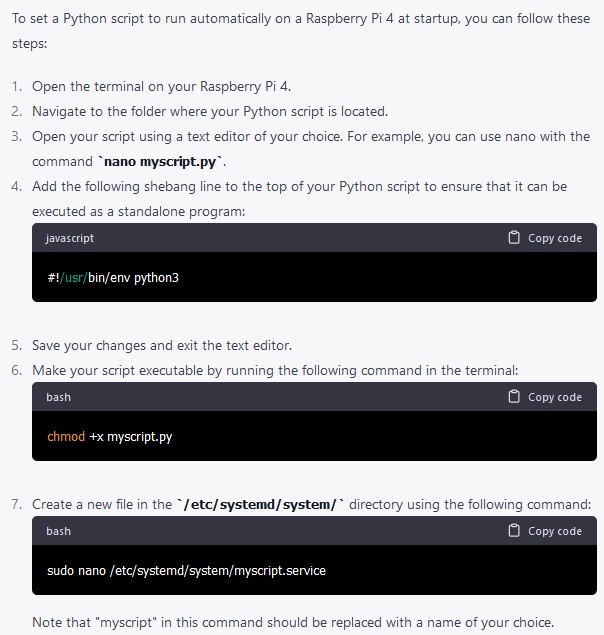 To set a Python script to run automatically on a Raspberry Pi 4 at startup, you can follow these
steps:
1. Open the terminal on your Raspberry Pi 4.
2. Navigate to the folder where your Python script is located.
3. Open your script using a text editor of your choice. For example, you can use nano with the
command `nano myscript.py`.
4. Add the following shebang line to the top of your Python script to ensure that it can be
executed as a standalone program:
javascript Copy code
#!/usr/bin/env python3
5. Save your changes and exit the text editor.
6. Make your script executable by running the following command in the terminal:
bash Copy code
chmod +x myscript.py
7. Create a new file in the `/etc/systemd/system/` directory using the following command:
bash Copy code
sudo nano /etc/systemd/system/myscript.service
Note that "myscript" in this command should be replaced with a name of your choice.